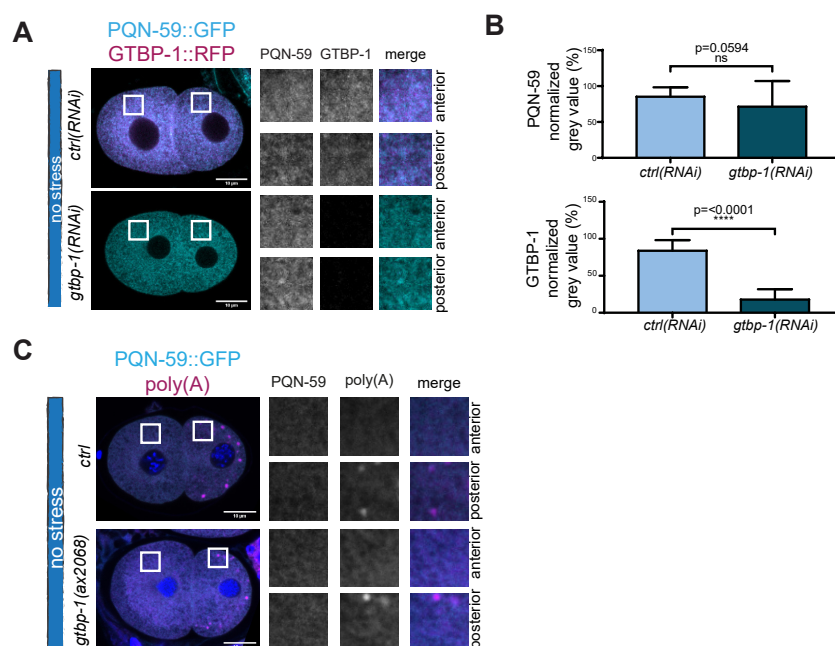 A
PQN-59::GFP
GTBP-1::RFP
PQN-59 GTBP-1 merge
no stress
ctrl(RNAi)
gtbp-1(RNAi)
10 µm
10 µm
anterior
posterior
anterior
posterior
B
PQN-59
normalized
grey value (%)
150
100
50
0
p=0.0594
ns
ctrl(RNAi) gtbp-1(RNAi)
GTBP-1
normalized
grey value (%)
150
100
50
0
p=<0.0001
****
ctrl(RNAi) gtbp-1(RNAi)
C
PQN-59::GFP
poly(A)
PQN-59 poly(A) merge
no stress
ctrl
gtbp-1(ax2068)
10 µm
anterior
posterior
anterior
posterior